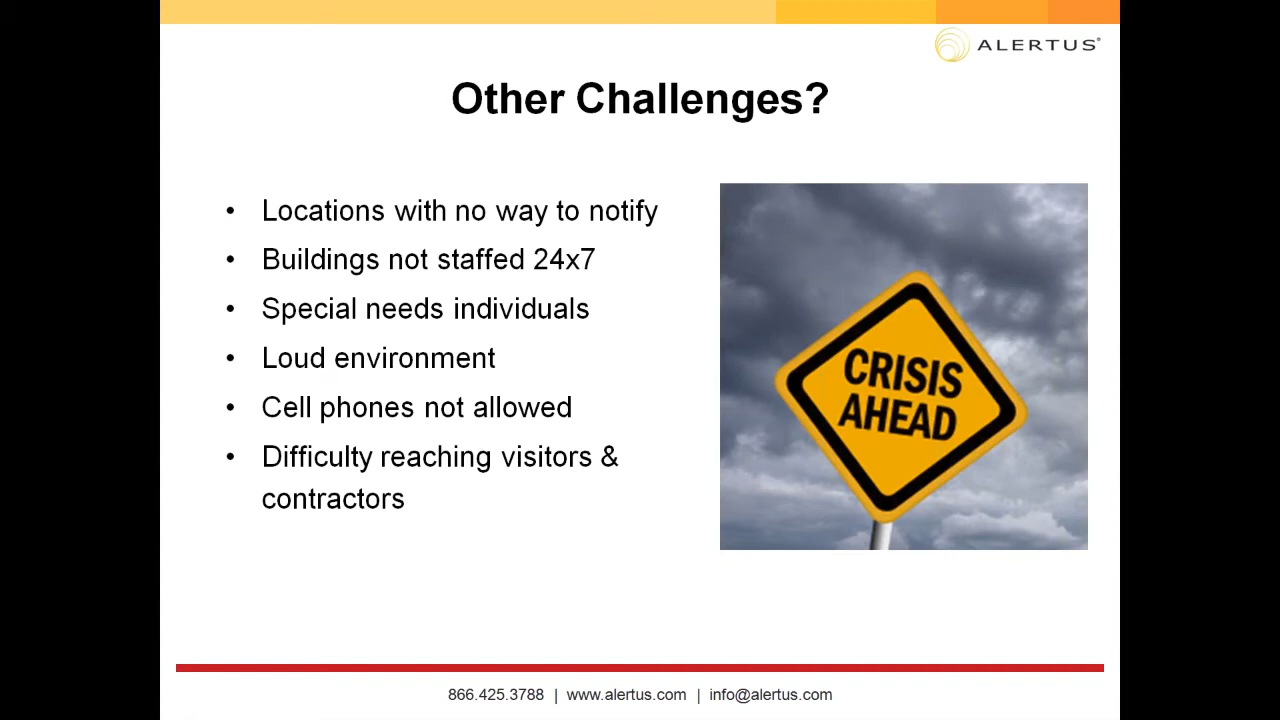 ALERTUS®
Other Challenges?
• Locations with no way to notify
• Buildings not staffed 24x7
• Special needs individuals
• Loud environment
• Cell phones not allowed
• Difficulty reaching visitors &
contractors
CRISIS
AHEAD
866.425.3788 | www.alertus.com | info@alertus.com